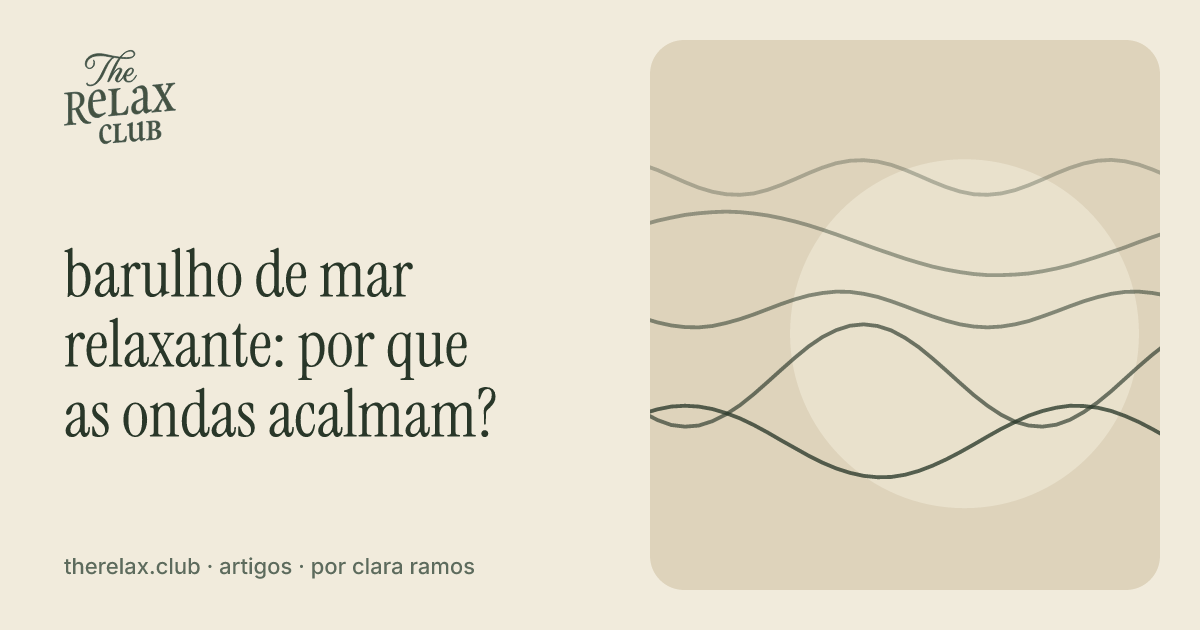 The
Relax
Club
barulho de mar
relaxante: por que
as ondas acalmam?
therelax.club · artigos · por clara ramos